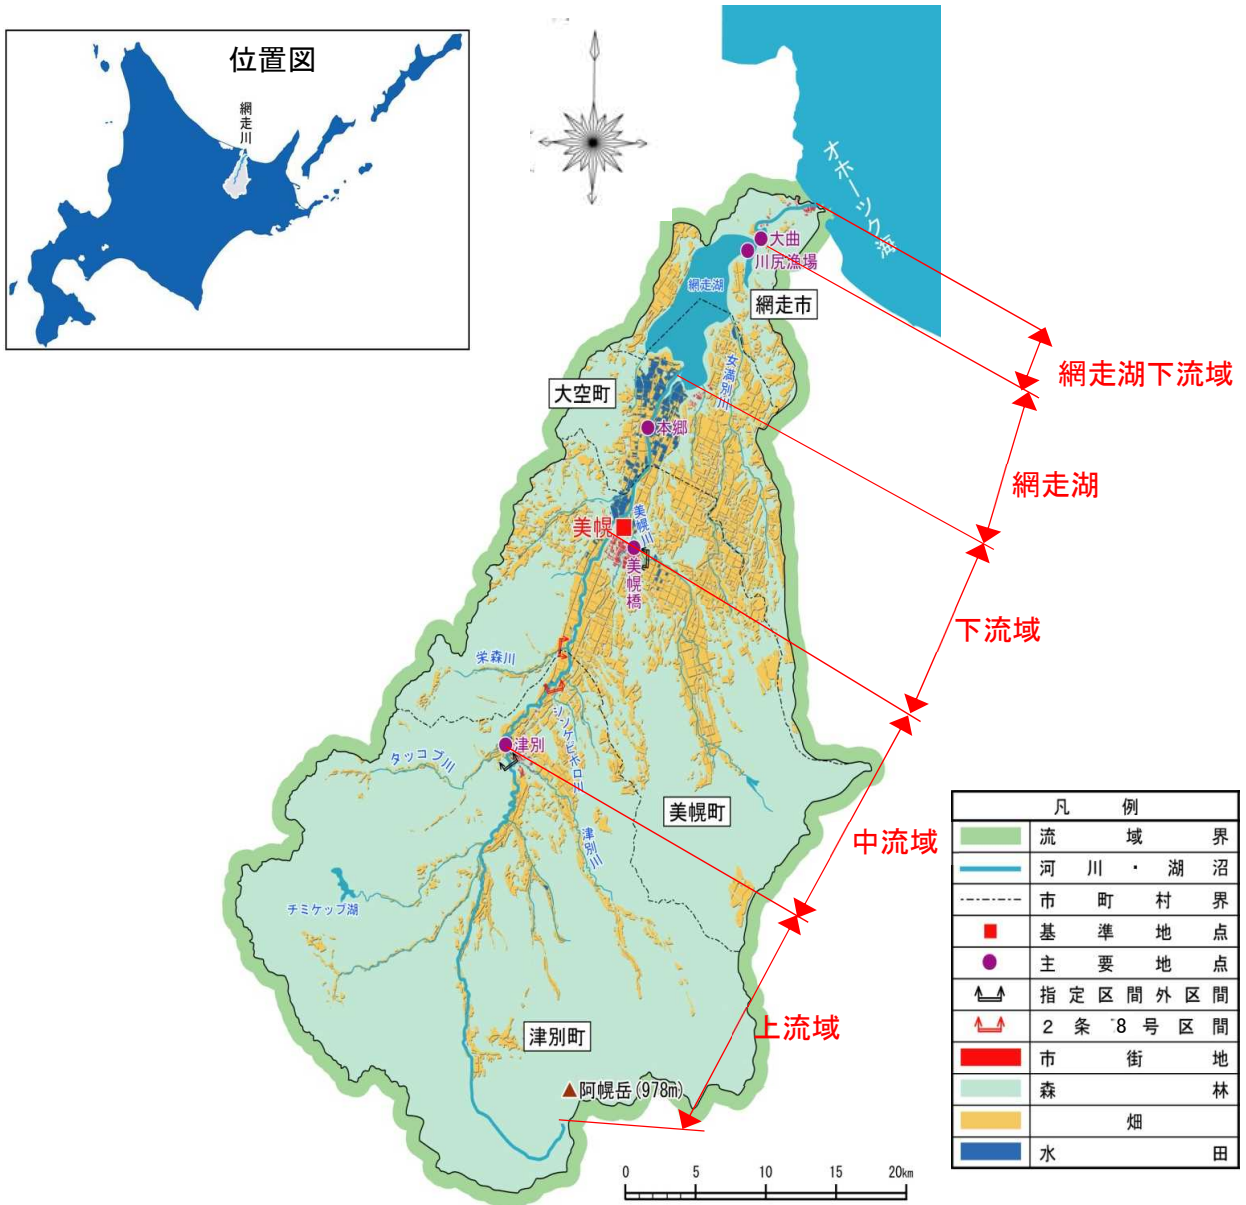 位置図
網走川
オホーツク海
大曲
川尻漁場
網走湖
網走市
網走湖下流域
女満別川
大空町
本郷
網走湖
美幌
美幌川
美幌橋
下流域
栄森川
津別
シンケピホロ川
タッコブ川
美幌町
中流域
津別川
チミケップ湖
上流域
津別町
阿幌岳(978m)
0 5 10 15 20km
凡例
流域界
河川・湖沼
市町村界
基準地点
主要地点
指定区間外区間
2条8号区間
市街地
森林
畑
水田